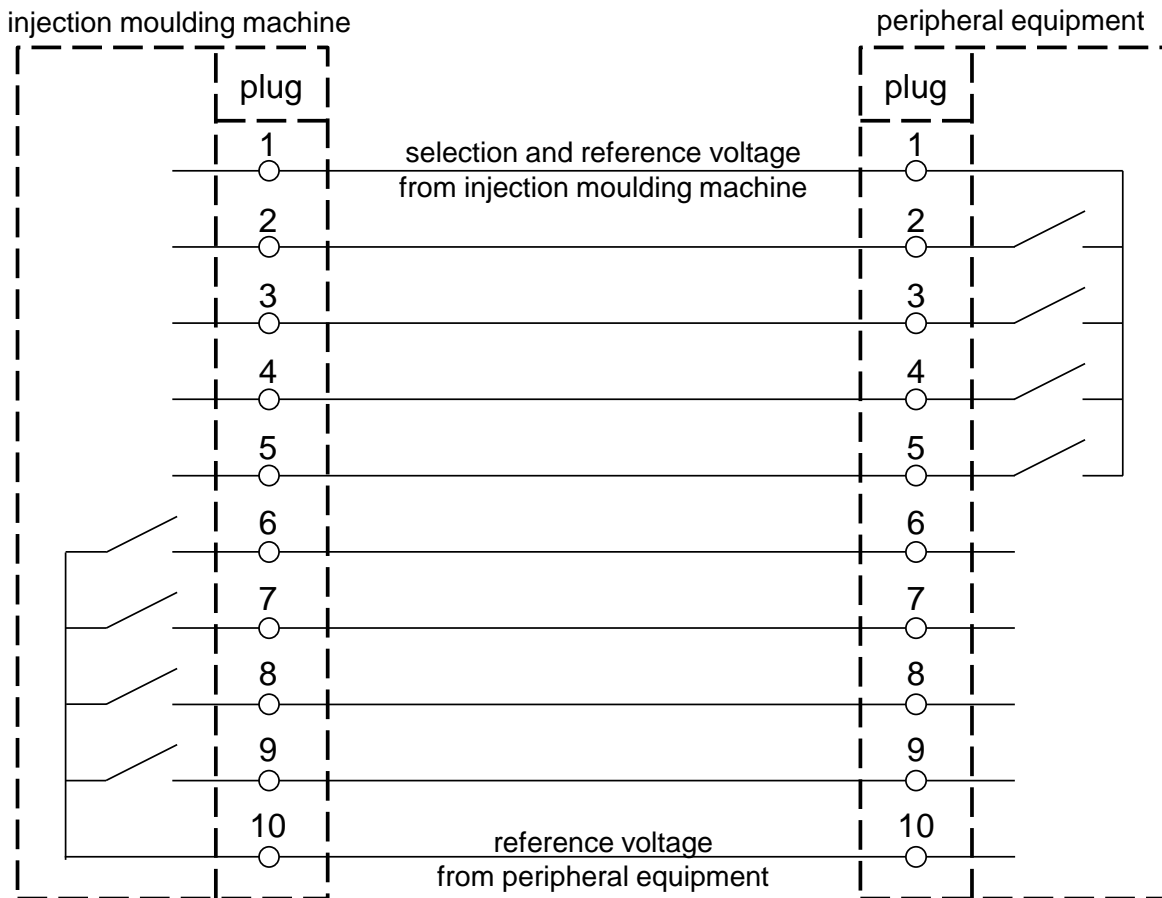 injection moulding machine
peripheral equipment
plug
plug
1
selection and reference voltage
from injection moulding machine
1
2
2
3
3
4
4
5
5
6
6
7
7
8
8
9
9
10
reference voltage
from peripheral equipment
10